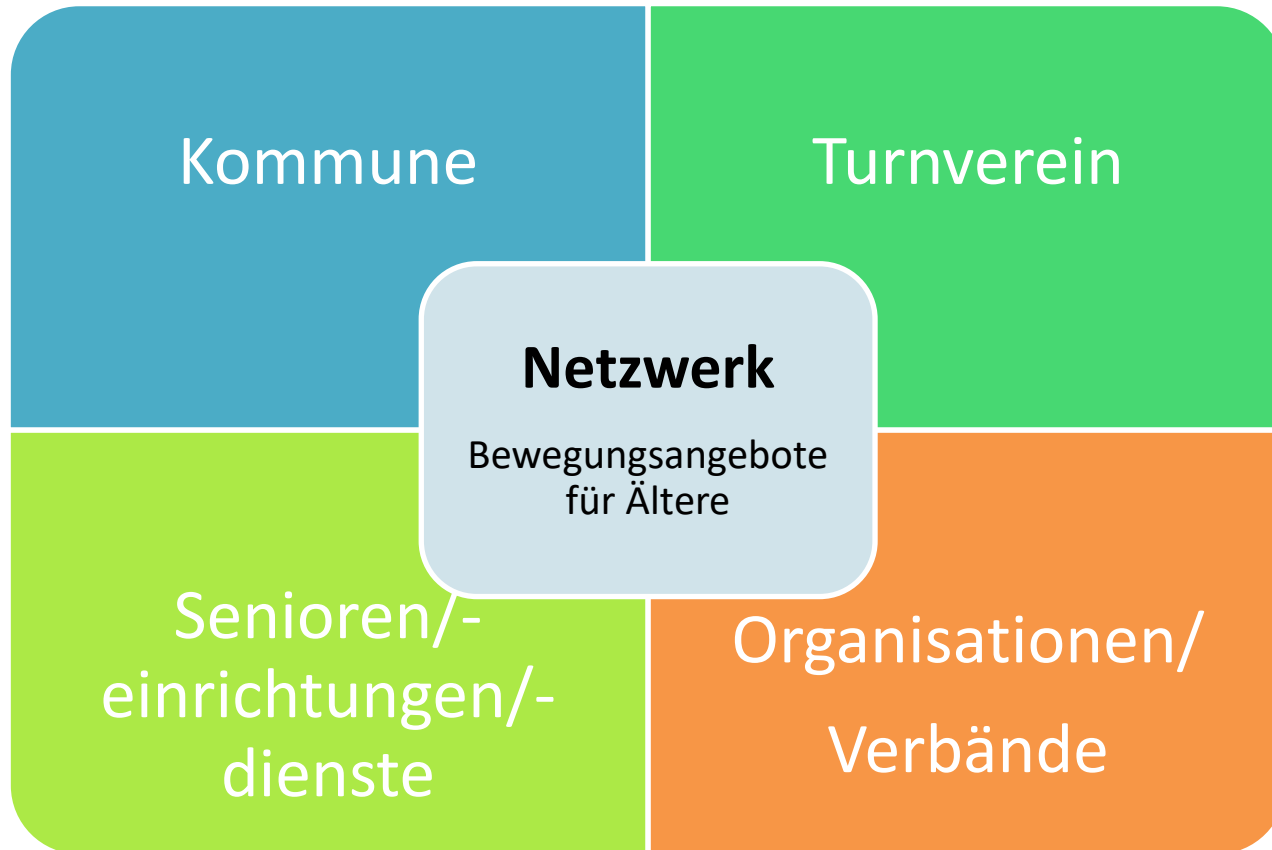 Kommune
Turnverein
Netzwerk
Bewegungsangebote
für Ältere
Senioren/-
einrichtungen/-
dienste
Organisationen/
Verbände